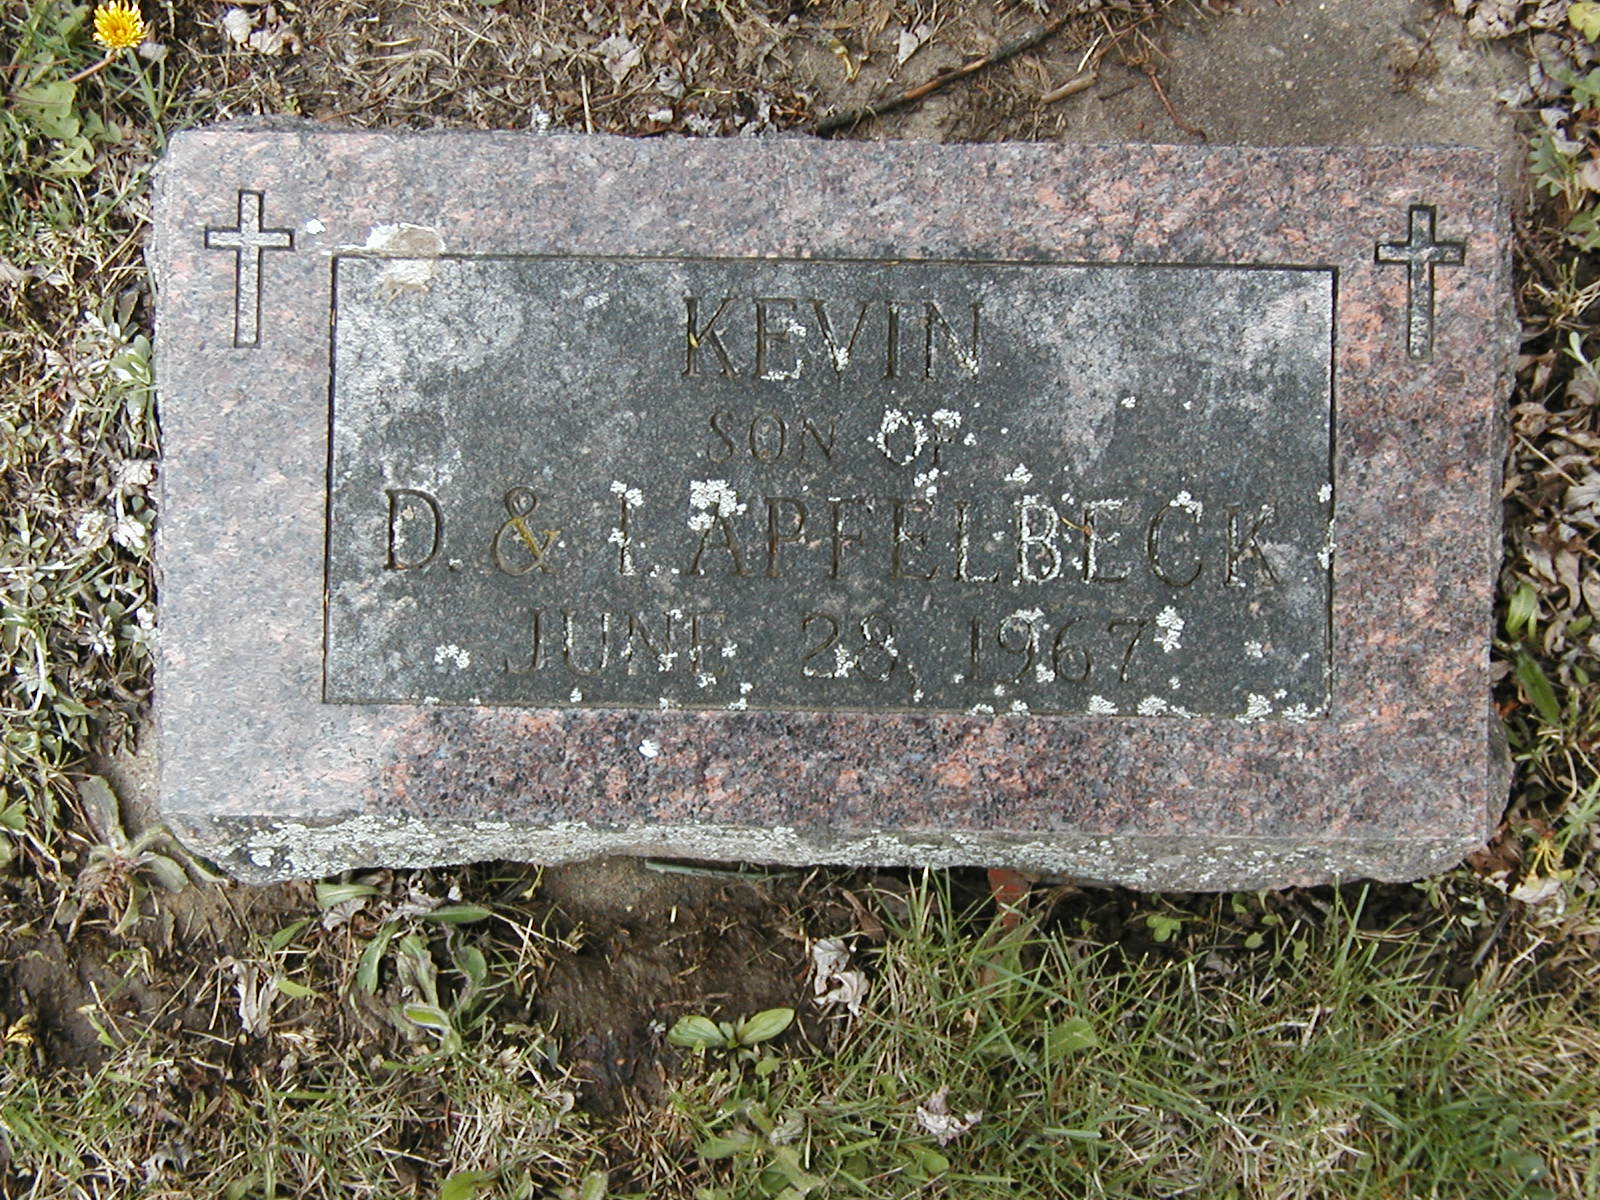 KEVIN
SON OF
D. & I. APFELBECK
JUNE 28, 1967